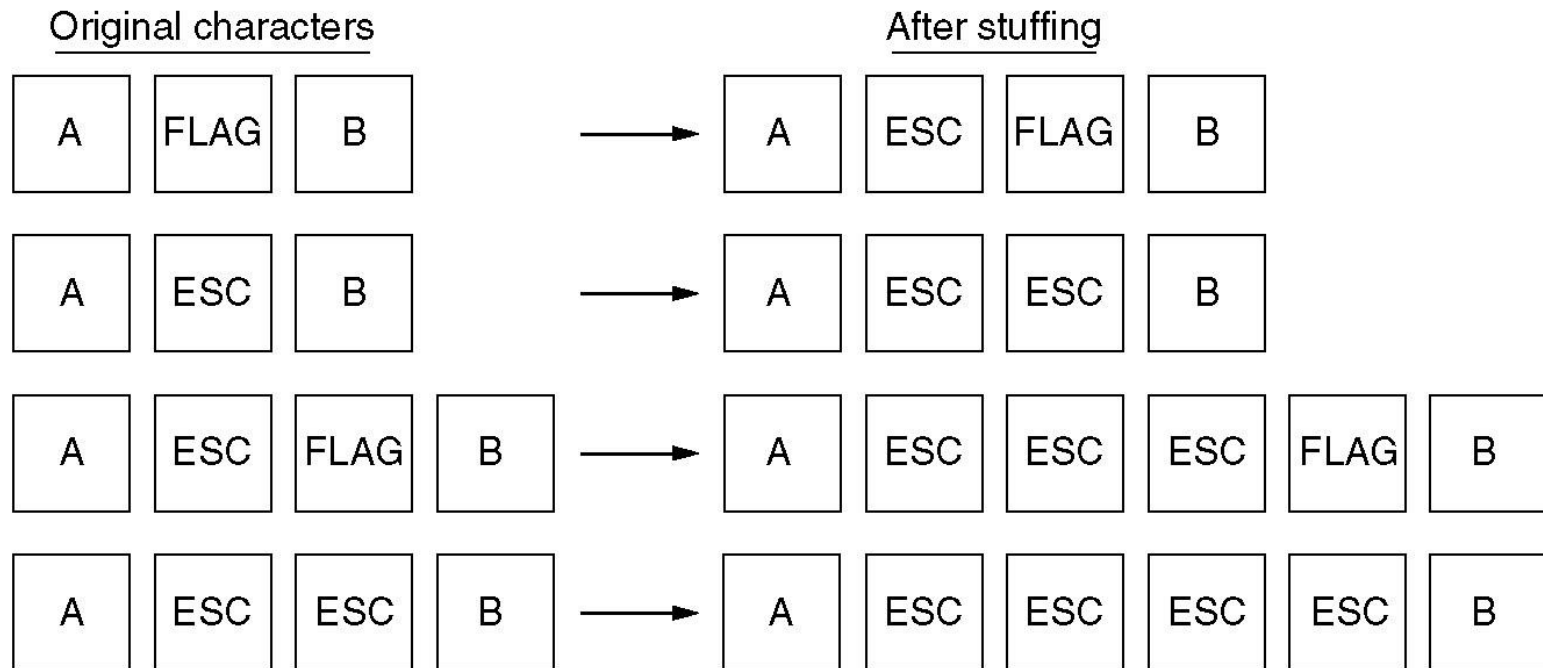 Original characters After stuffing
A FLAG B A ESC FLAG B
A ESC B A ESC ESC B
A ESC FLAG B A ESC ESC ESC FLAG B
A ESC ESC B A ESC ESC ESC ESC B